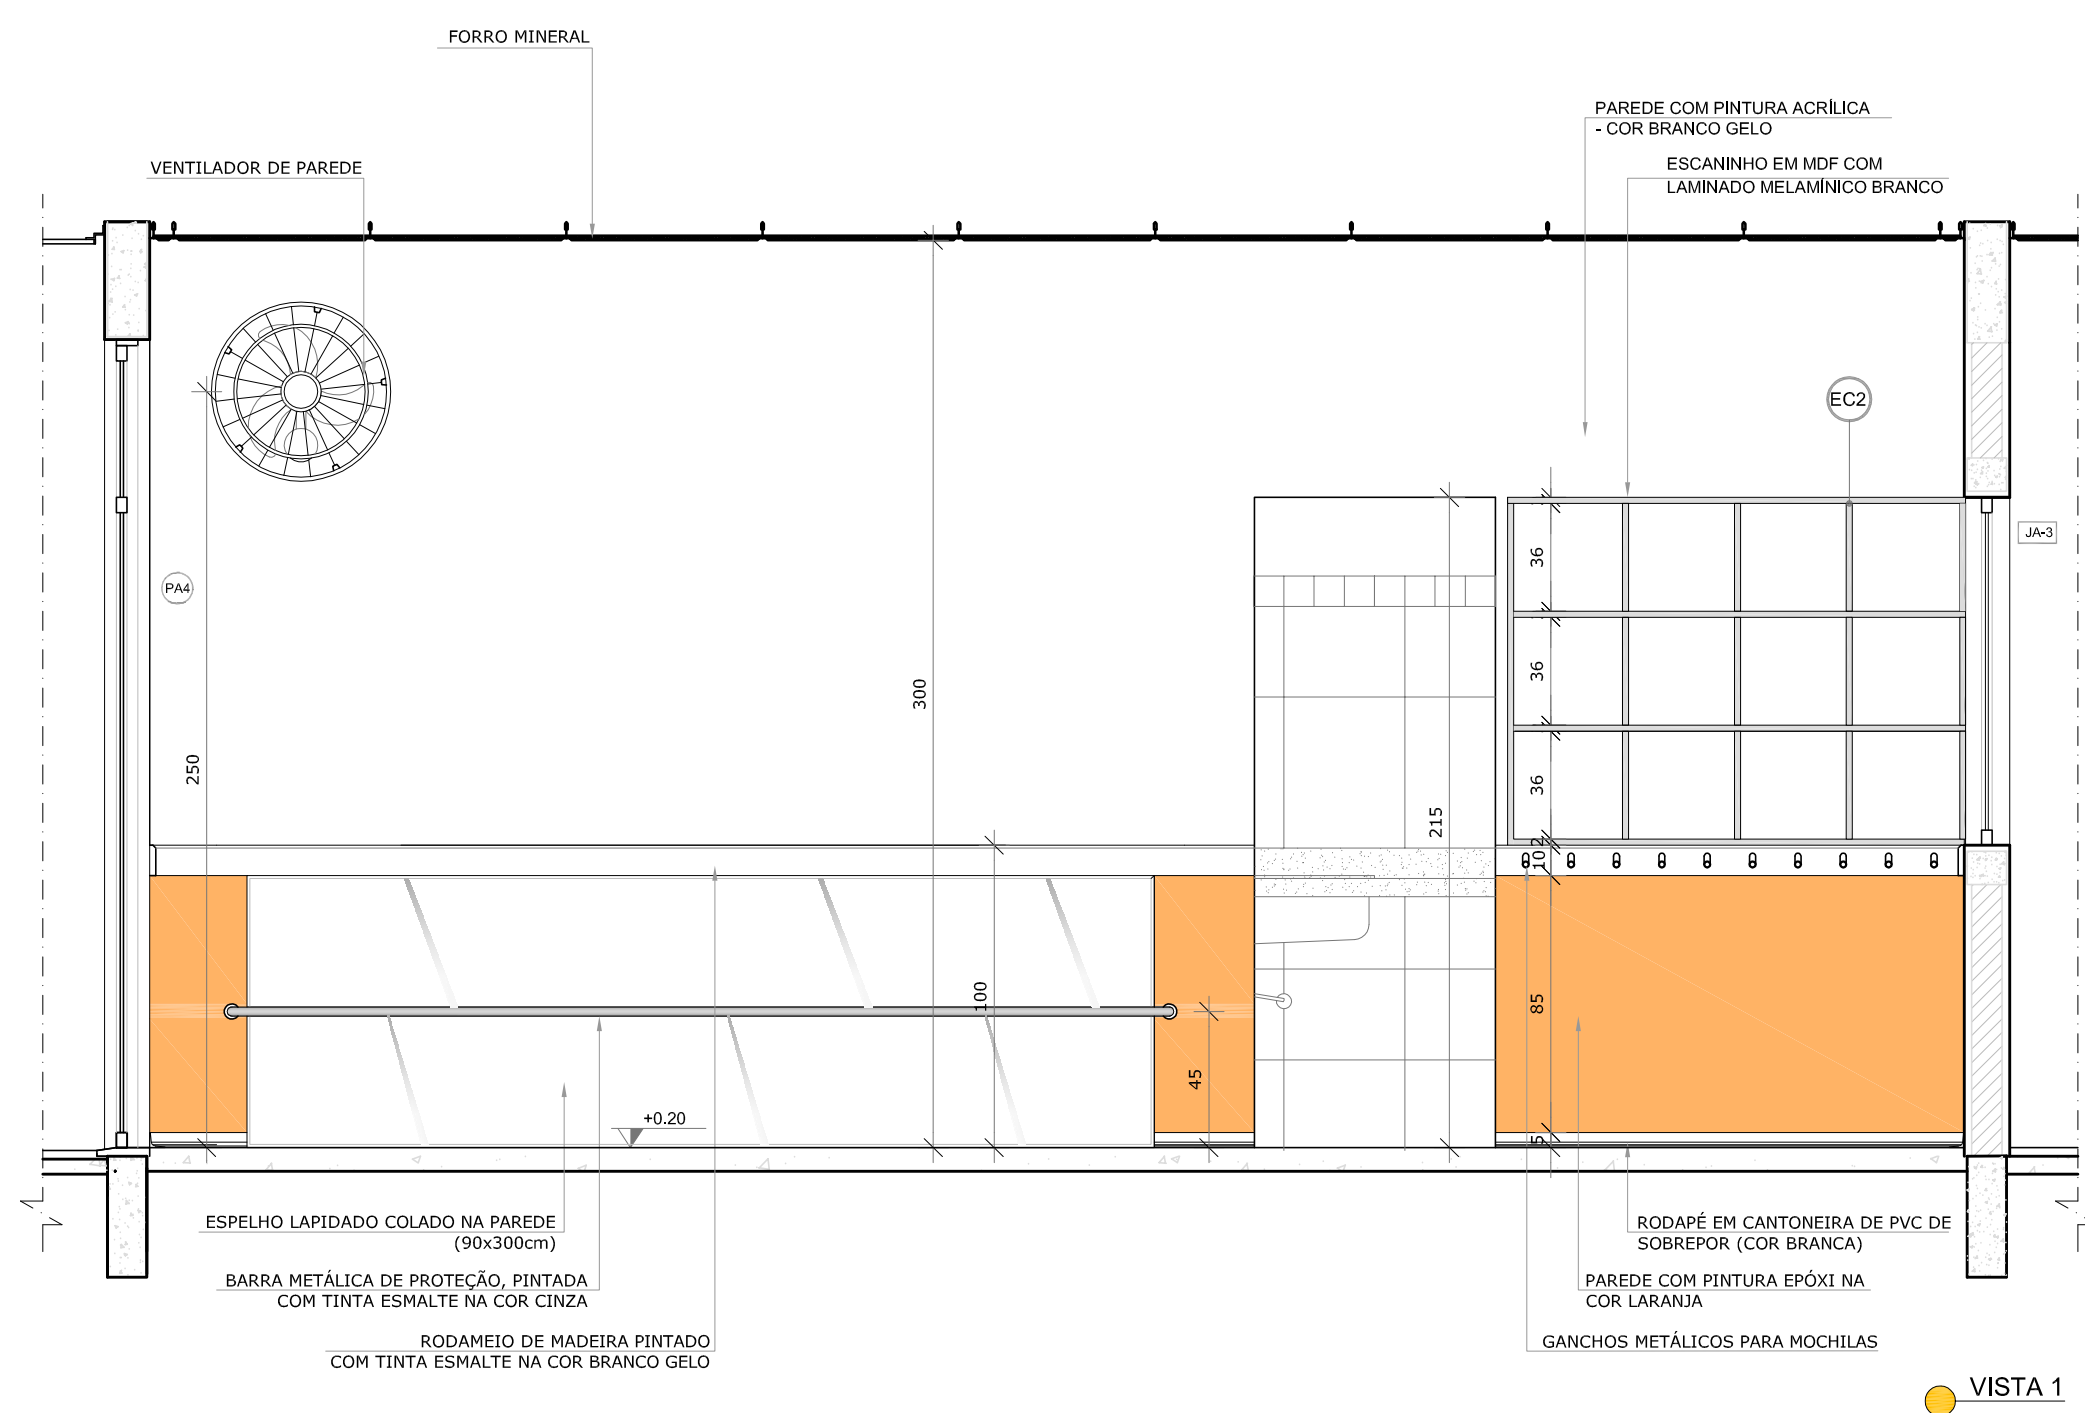 FORRO MINERAL
PAREDE COM PINTURA ACRÍLICA
- COR BRANCO GELO
VENTILADOR DE PAREDE
ESCANINHO EM MDF COM
LAMINADO MELAMÍNICO BRANCO
EC2
JA-3
PA4
36
36
36
300
250
215
2
10
100
85
45
5
+0.20
ESPELHO LAPIDADO COLADO NA PAREDE
(90x300cm)
RODAPÉ EM CANTONEIRA DE PVC DE
SOBREPOR (COR BRANCA)
BARRA METÁLICA DE PROTEÇÃO, PINTADA
COM TINTA ESMALTE NA COR CINZA
PAREDE COM PINTURA EPÓXI NA
COR LARANJA
RODAMEIO DE MADEIRA PINTADO
COM TINTA ESMALTE NA COR BRANCO GELO
GANCHOS METÁLICOS PARA MOCHILAS
VISTA 1